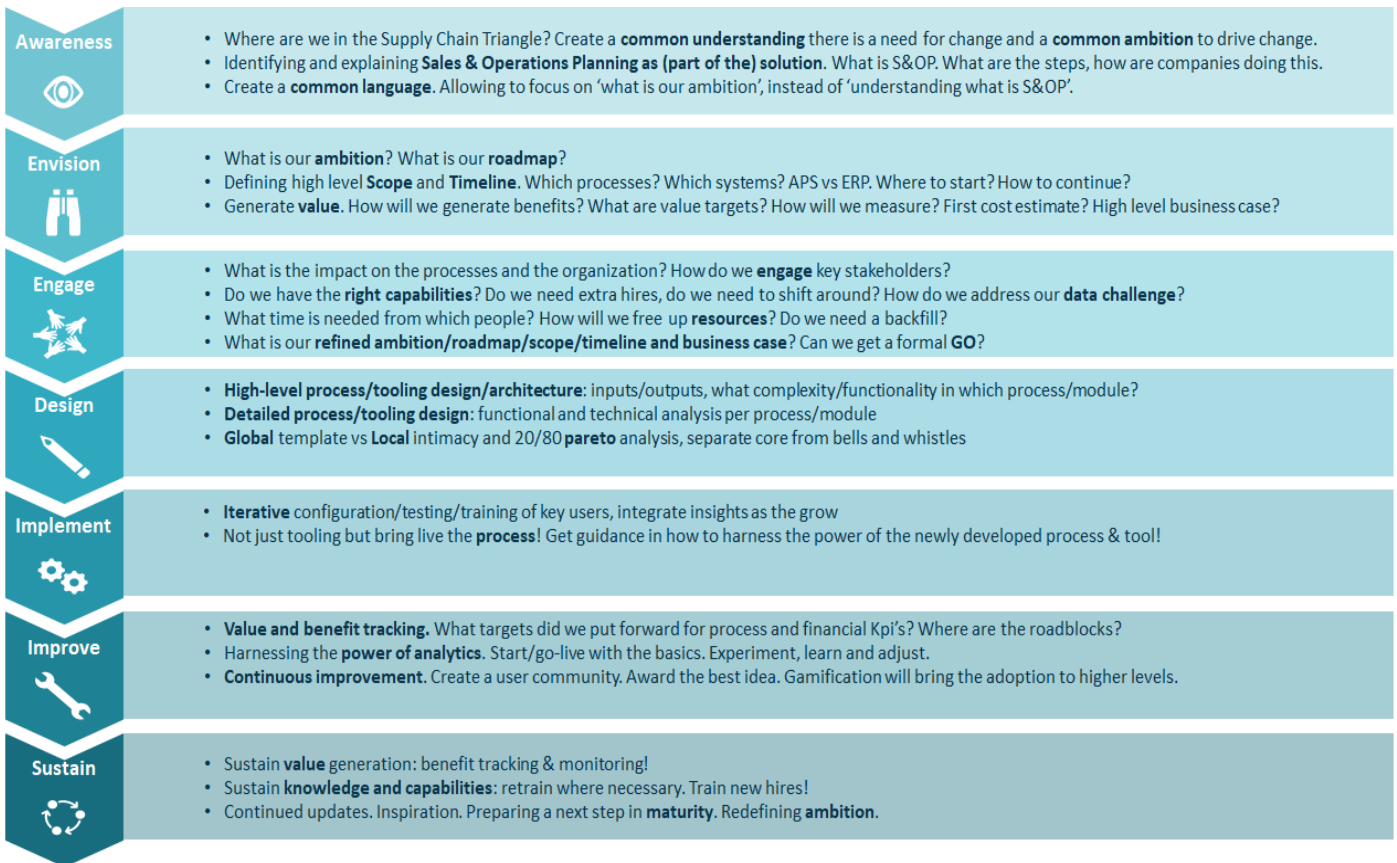 Awareness
• Where are we in the Supply Chain Triangle? Create a common understanding there is a need for change and a common ambition to drive change.
• Identifying and explaining Sales & Operations Planning as (part of the) solution. What is S&OP. What are the steps, how are companies doing this.
• Create a common language. Allowing to focus on ‘what is our ambition’, instead of ‘understanding what is S&OP’.
Envision
• What is our ambition? What is our roadmap?
• Defining high level Scope and Timeline. Which processes? Which systems? APS vs ERP. Where to start? How to continue?
• Generate value. How will we generate benefits? What are value targets? How will we measure? First cost estimate? High level business case?
Engage
• What is the impact on the processes and the organization? How do we engage key stakeholders?
• Do we have the right capabilities? Do we need extra hires, do we need to shift around? How do we address our data challenge?
• What time is needed from which people? How will we free up resources? Do we need a backfill?
• What is our refined ambition/roadmap/scope/timeline and business case? Can we get a formal GO?
Design
• High-level process/tooling design/architecture: inputs/outputs, what complexity/functionality in which process/module?
• Detailed process/tooling design: functional and technical analysis per process/module
• Global template vs Local intimacy and 20/80 pareto analysis, separate core from bells and whistles
Implement
• Iterative configuration/testing/training of key users, integrate insights as the grow
• Not just tooling but bring live the process! Get guidance in how to harness the power of the newly developed process & tool!
Improve
• Value and benefit tracking. What targets did we put forward for process and financial Kpi’s? Where are the roadblocks?
• Harnessing the power of analytics. Start/go-live with the basics. Experiment, learn and adjust.
• Continuous improvement. Create a user community. Award the best idea. Gamification will bring the adoption to higher levels.
Sustain
• Sustain value generation: benefit tracking & monitoring!
• Sustain knowledge and capabilities: retrain where necessary. Train new hires!
• Continued updates. Inspiration. Preparing a next step in maturity. Redefining ambition.